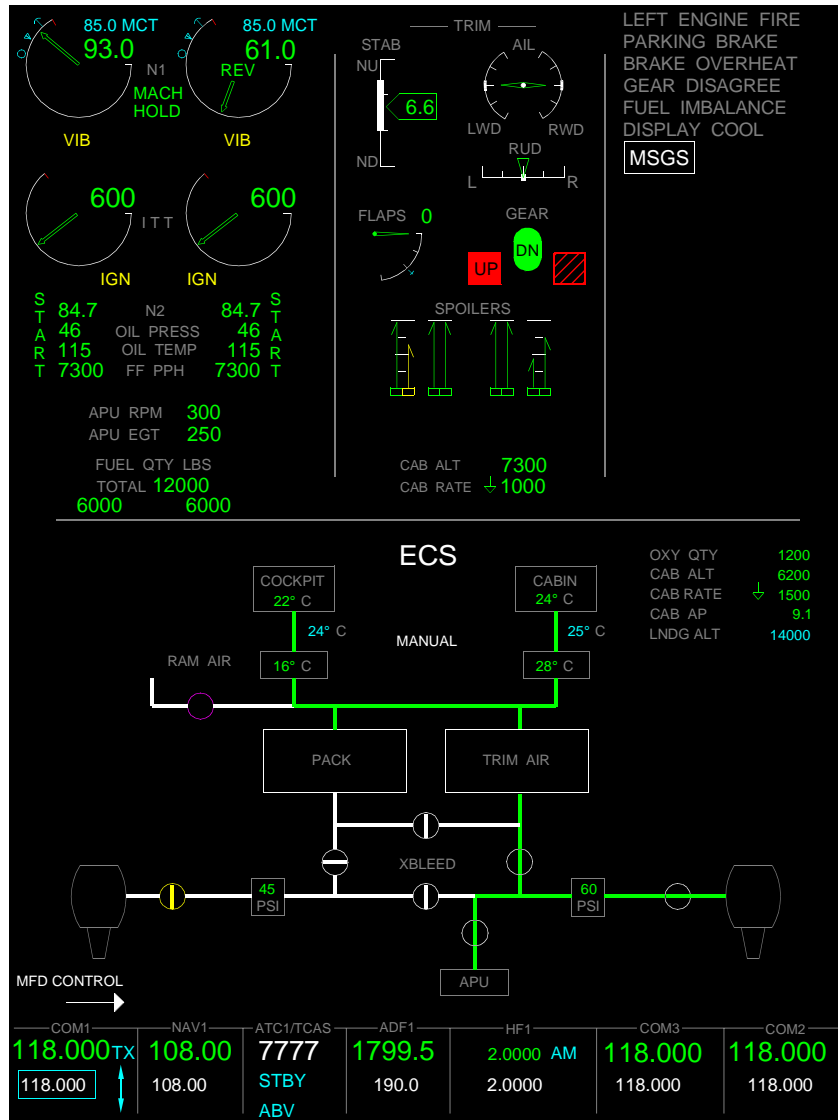 85.0 MCT 85.0 MCT
93.0 N1 61.0
REV
MACH
HOLD
VIB VIB
600 ITT 600
IGN IGN
START 84.7 N2 84.7 START
46 OIL PRESS 46
115 OIL TEMP 115
7300 FF PPH 7300
APU RPM 300
APU EGT 250
FUEL QTY LBS
TOTAL 12000
6000 6000
TRIM
STAB AIL
NU
6.6
LWD RWD
ND RUD
L R
FLAPS 0 GEAR
DN
UP
SPOILERS
CAB ALT 7300
CAB RATE 1000
LEFT ENGINE FIRE
PARKING BRAKE
BRAKE OVERHEAT
GEAR DISAGREE
FUEL IMBALANCE
DISPLAY COOL
MSGS
ECS
COCKPIT
22° C
CABIN
24° C
24° C
25° C
MANUAL
RAM AIR
16° C
28° C
OXY QTY 1200
CAB ALT 6200
CAB RATE 1500
CAB AP 9.1
LNDG ALT 14000
PACK TRIM AIR
XBLEED
45
PSI
60
PSI
APU
MFD CONTROL
COM1 NAV1 ATC1/TCAS ADF1 HF1 COM3 COM2
118.000 TX 108.00 7777 1799.5 2.0000 AM 118.000 118.000
118.000 108.00 STBY 190.0 2.0000 118.000 118.000
ABV